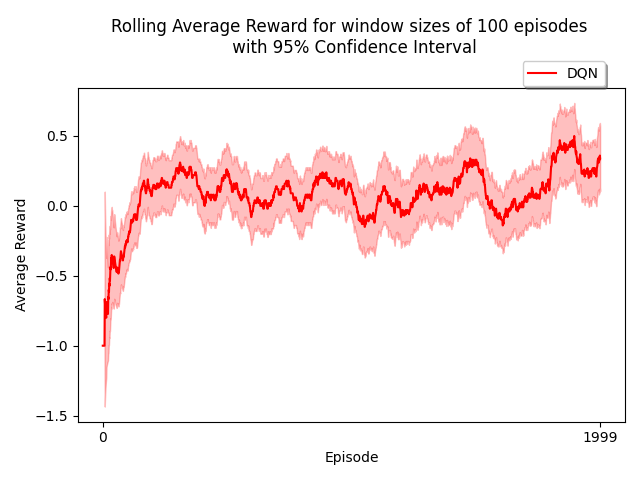 Rolling Average Reward for window sizes of 100 episodes
with 95% Confidence Interval
DQN
Average Reward
0.5
0.0
−0.5
−1.0
−1.5
0
1999
Episode